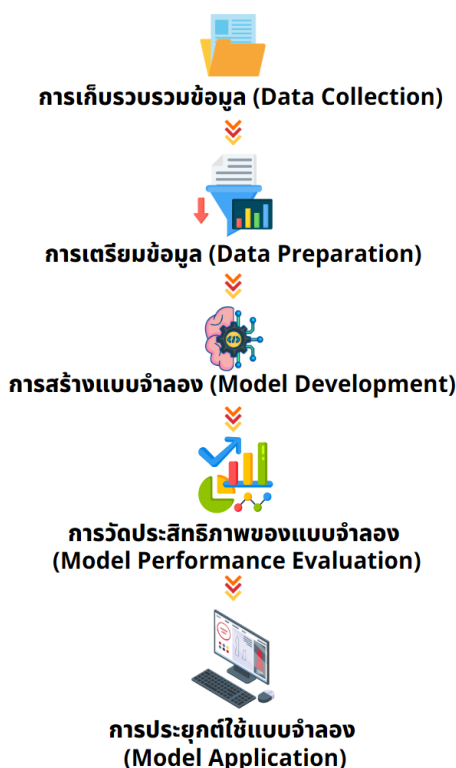 การเก็บรวบรวมข้อมูล (Data Collection)
การเตรียมข้อมูล (Data Preparation)
การสร้างแบบจำลอง (Model Development)
การวัดประสิทธิภาพของแบบจำลอง
(Model Performance Evaluation)
การประยุกต์ใช้แบบจำลอง
(Model Application)